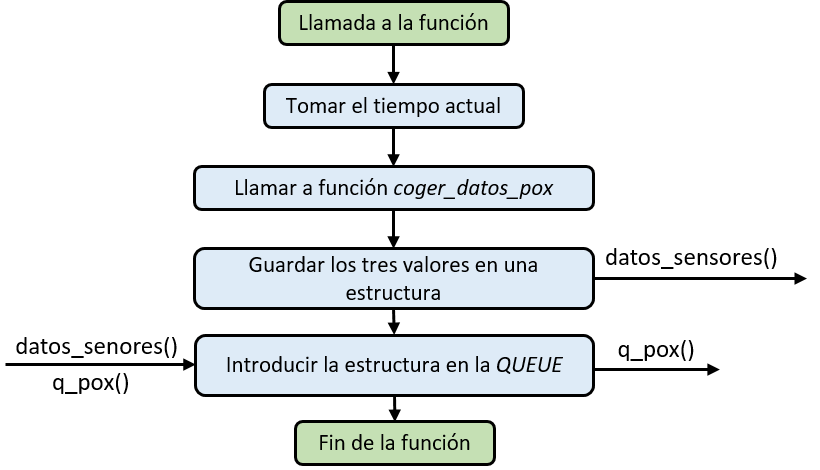 Llamada a la función
Tomar el tiempo actual
Llamar a función coger_datos_pox
Guardar los tres valores en una
estructura
datos_sensores()
datos_senores()
q_pox()
Introducir la estructura en la QUEUE
q_pox()
Fin de la función